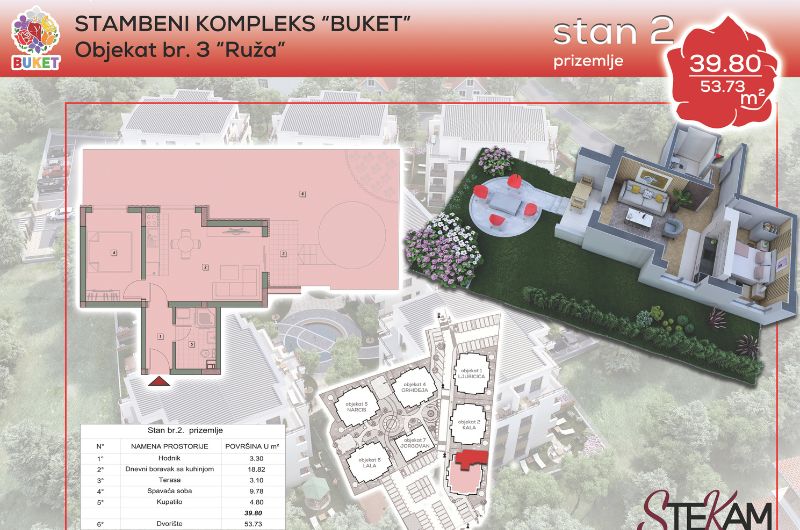 STAMBENI KOMPLEKS "BUKET"
Objekat br. 3 "Ruža"
BUKET
stan 2
prizemlje
39.80
53.73 m²
6
4
1
2
3
5
objekat 1
LJUBIČICA
objekat 4
ORHIDEJA
objekat 5
NARCIS
objekat 2
KALA
objekat 7
JORGOVAN
objekat 8
LALA
Stan br.2. prizemlje
N° NAMENA PROSTORIJE POVRŠINA U m²
1° Hodnik 3.30
2° Dnevni boravak sa kuhinjom 18.82
3° Terasa 3.10
4° Spavaća soba 9.78
5° Kupatilo 4.80
39.80
6° Dvorište 53.73
STEKAM